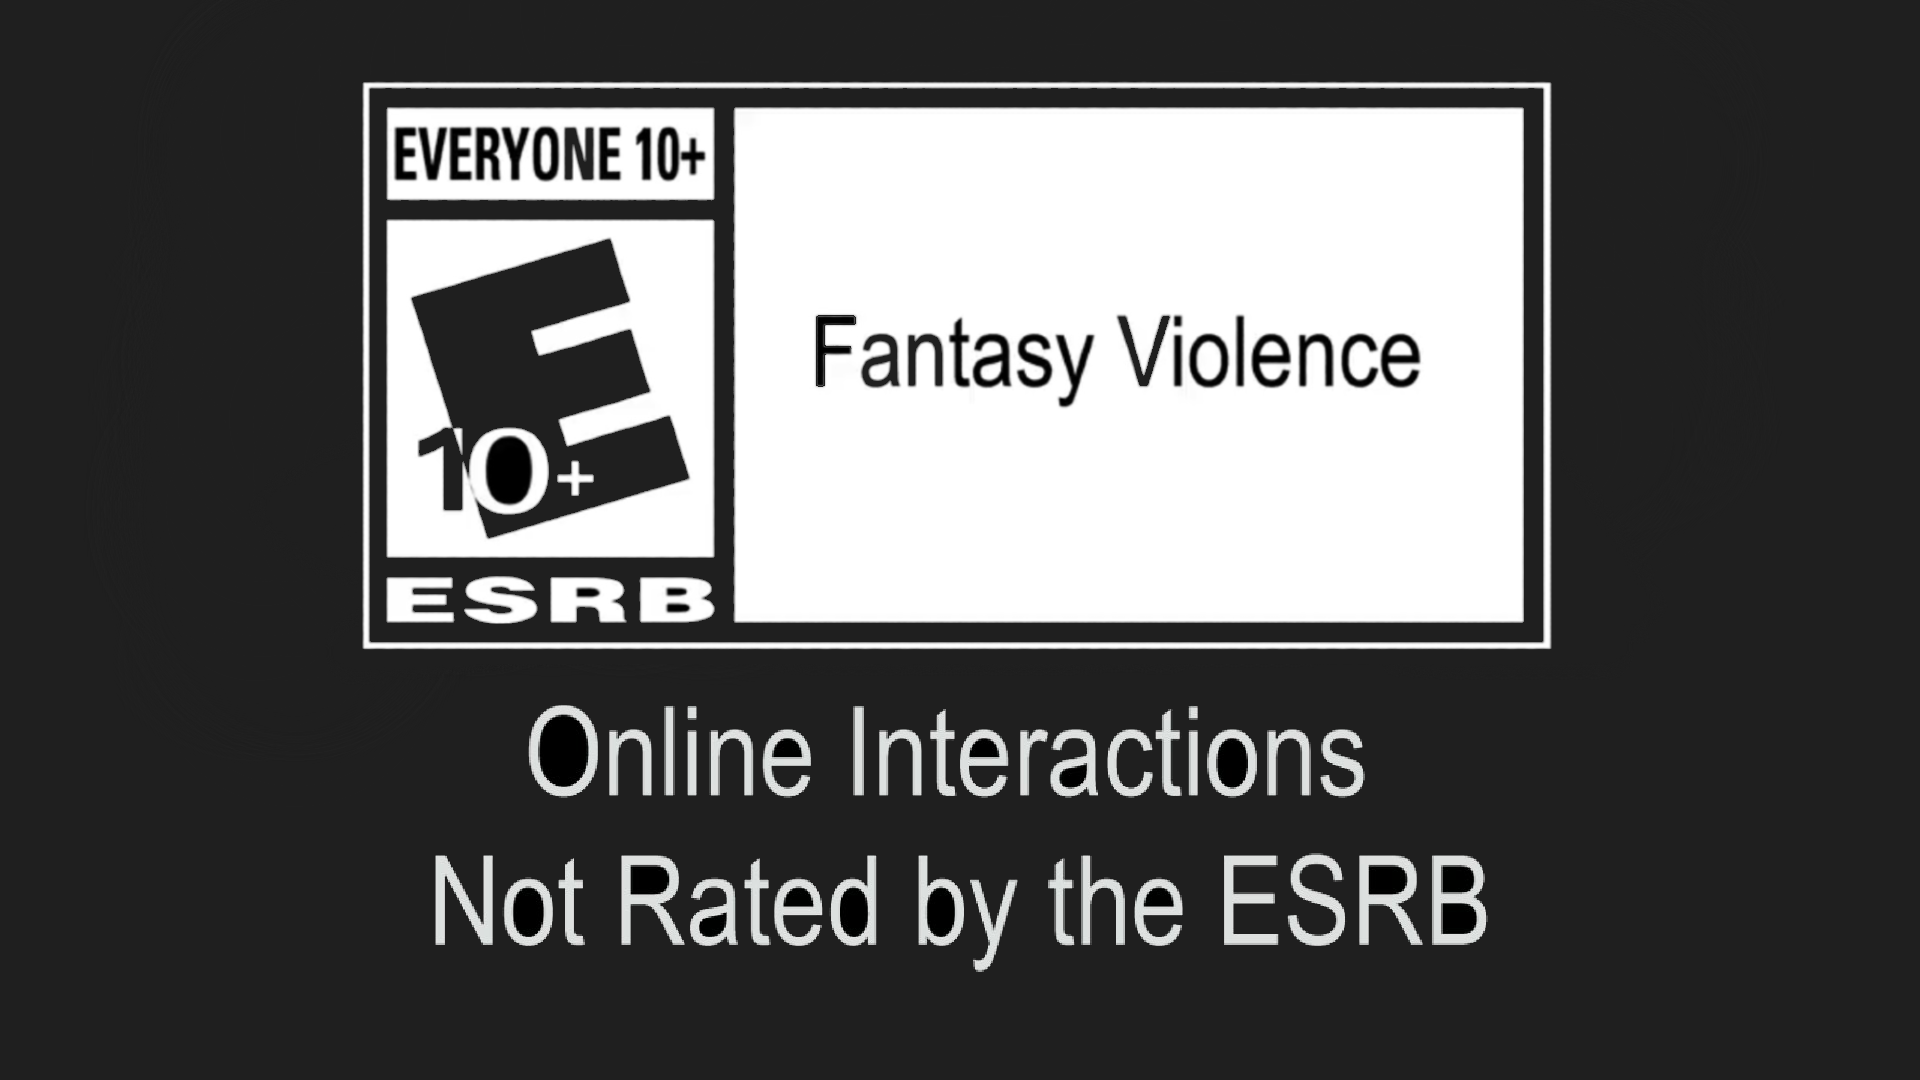 EVERYONE 10+
E
10+
ESRB
Fantasy Violence
Online Interactions
Not Rated by the ESRB